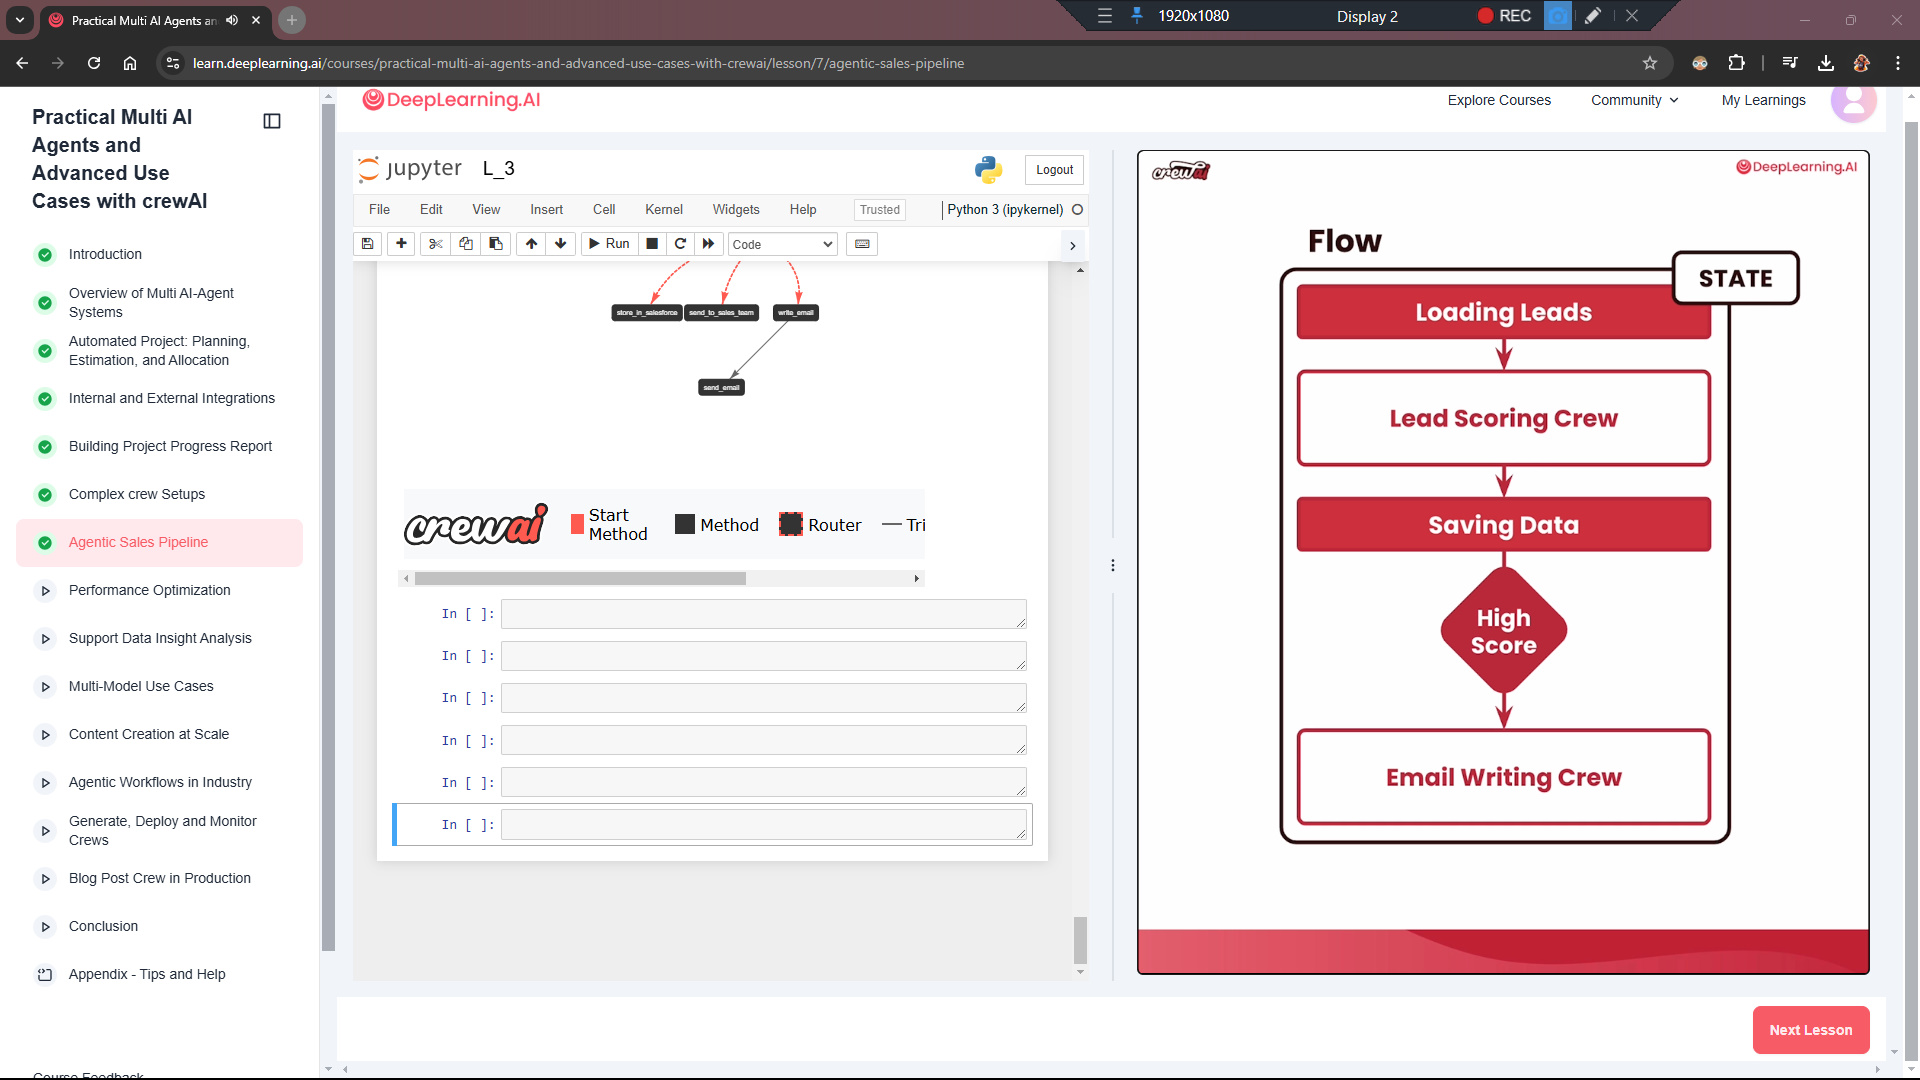 Practical Multi AI Agents an
1920x1080
Display 2
REC
learn.deeplearning.ai/courses/practical-multi-ai-agents-and-advanced-use-cases-with-crewai/lesson/7/agentic-sales-pipeline
Practical Multi AI
Agents and
Advanced Use
Cases with crewAI
Introduction
Overview of Multi AI-Agent
Systems
Automated Project: Planning,
Estimation, and Allocation
Internal and External Integrations
Building Project Progress Report
Complex crew Setups
Agentic Sales Pipeline
Performance Optimization
Support Data Insight Analysis
Multi-Model Use Cases
Content Creation at Scale
Agentic Workflows in Industry
Generate, Deploy and Monitor
Crews
Blog Post Crew in Production
Conclusion
Appendix - Tips and Help
Course Feedback
DeepLearning.AI
Explore Courses
Community
My Learnings
jupyter
L_3
Logout
File
Edit
View
Insert
Cell
Kernel
Widgets
Help
Trusted
Python 3 (ipykernel)
Run
Code
store_in_salesforce
send_to_sales_team
write_email
send_email
crewai
Start
Method
Method
Router
Tri
In [ ]:
In [ ]:
In [ ]:
In [ ]:
In [ ]:
In [ ]:
crewai
DeepLearning.AI
Flow
STATE
Loading Leads
Lead Scoring Crew
Saving Data
High
Score
Email Writing Crew
Next Lesson